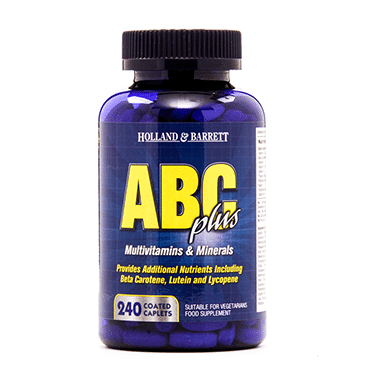 HOLLAND & BARRETT
ABC
plus
Multivitamins & Minerals
Provides Additional Nutrients Including
Beta Carotene, Lutein and Lycopene
240 COATED
CAPLETS
SUITABLE FOR VEGETARIANS
FOOD SUPPLEMENT